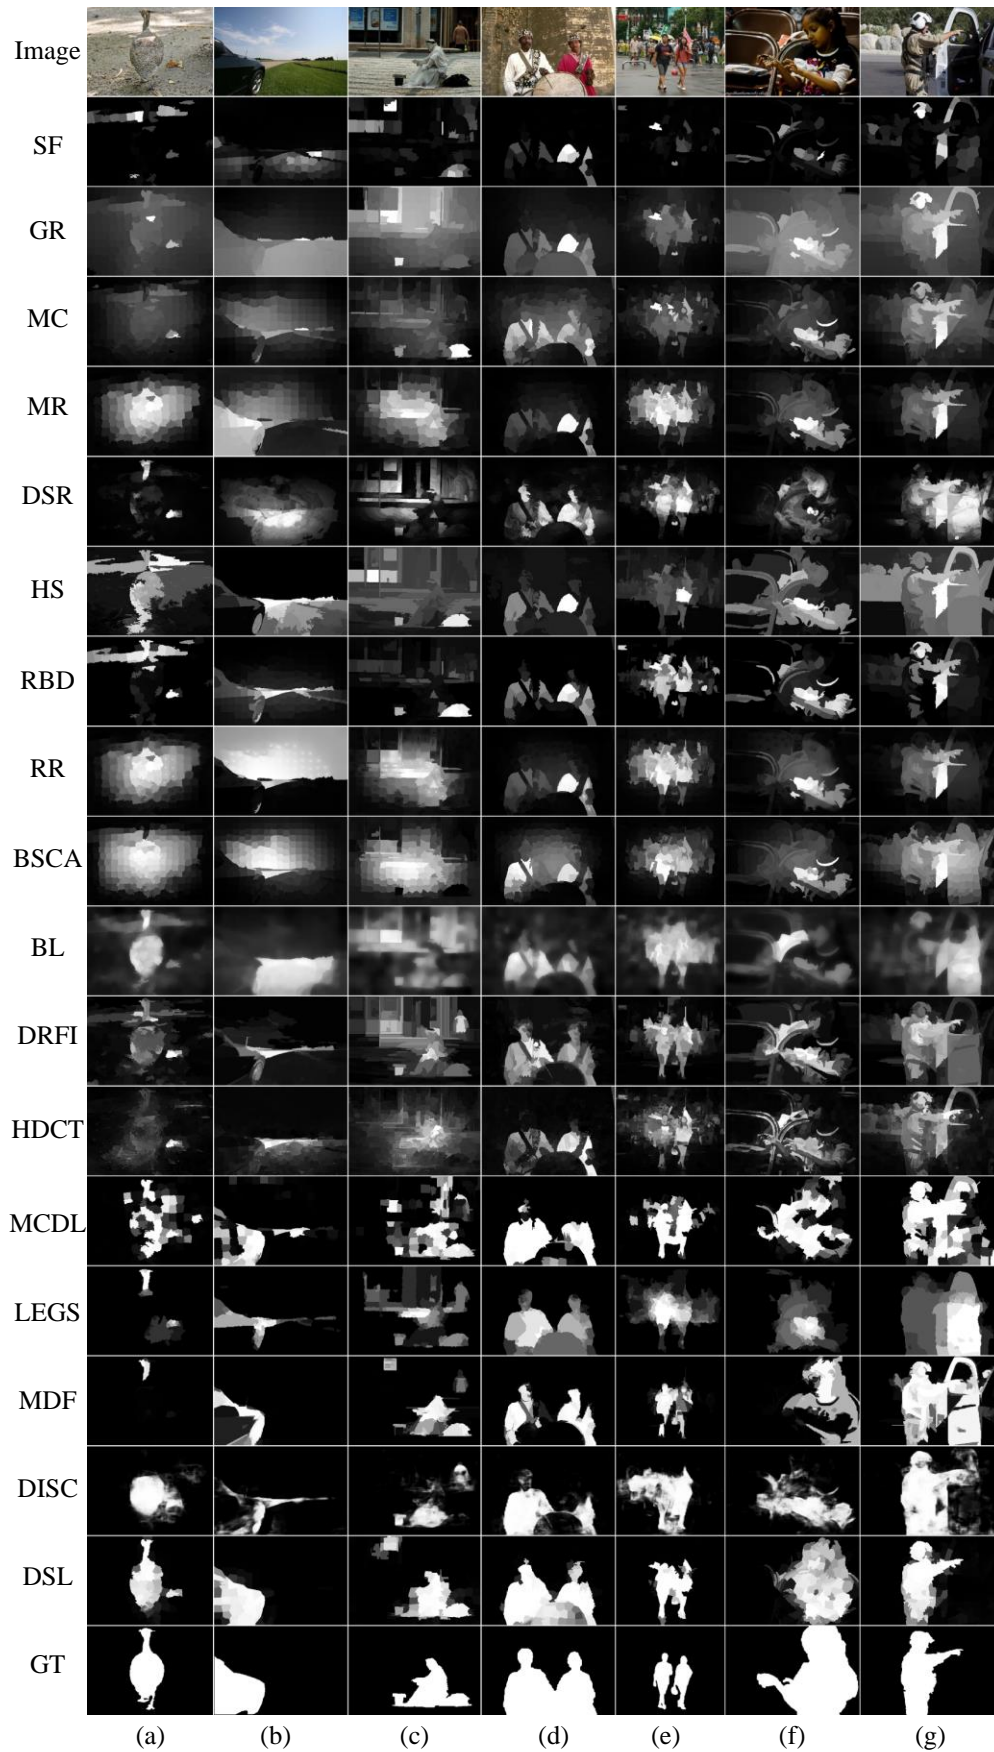 Image
SF
GR
MC
MR
DSR
HS
RBD
RR
BSCA
BL
DRFI
HDCT
MCDL
LEGS
MDF
DISC
DSL
GT
(a) (b) (c) (d) (e) (f) (g)